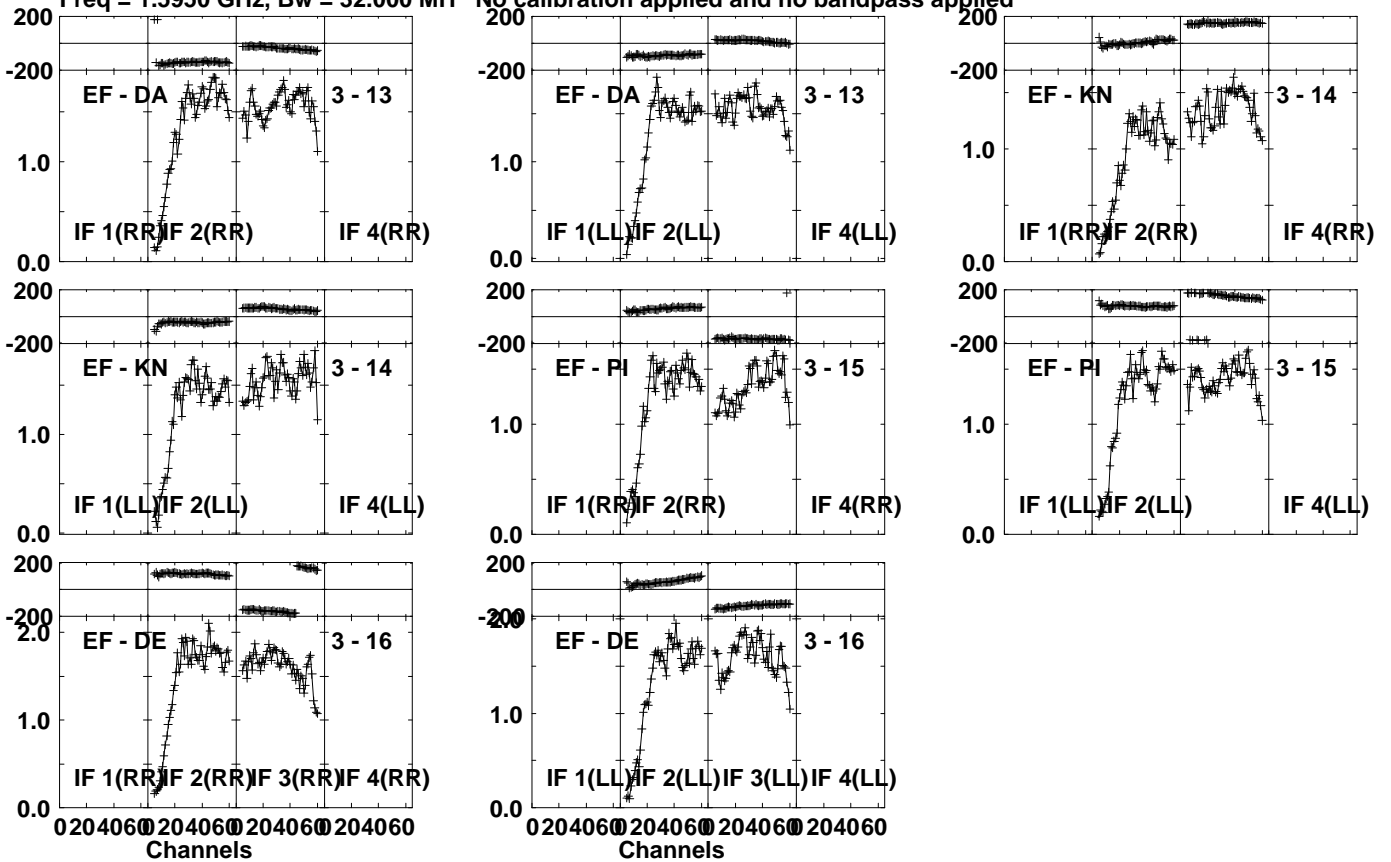 Freq = 1.5950 GHz, Bw = 32.000 MH No calibration applied and no bandpass applied
200
-200
EF - DA 3 - 13
1.0
IF 1(RR) IF 2(RR) IF 4(RR)
0.0
200
-200
EF - DA 3 - 13
1.0
IF 1(LL) IF 2(LL) IF 4(LL)
0.0
200
-200
EF - KN 3 - 14
1.0
IF 1(RR) IF 2(RR) IF 4(RR)
0.0
200
-200
EF - KN 3 - 14
1.0
IF 1(LL) IF 2(LL) IF 4(LL)
0.0
200
-200
EF - PI 3 - 15
1.0
IF 1(RR) IF 2(RR) IF 4(RR)
0.0
200
-200
EF - PI 3 - 15
1.0
IF 1(LL) IF 2(LL) IF 4(LL)
0.0
200
-200
2.0
EF - DE 3 - 16
1.0
IF 1(RR) IF 2(RR) IF 3(RR) IF 4(RR)
0.0
0 20 40 60 0 20 40 60 0 20 40 60 0 20 40 60
Channels
200
-200
2.0
EF - DE 3 - 16
1.0
IF 1(LL) IF 2(LL) IF 3(LL) IF 4(LL)
0.0
0 20 40 60 0 20 40 60 0 20 40 60 0 20 40 60
Channels